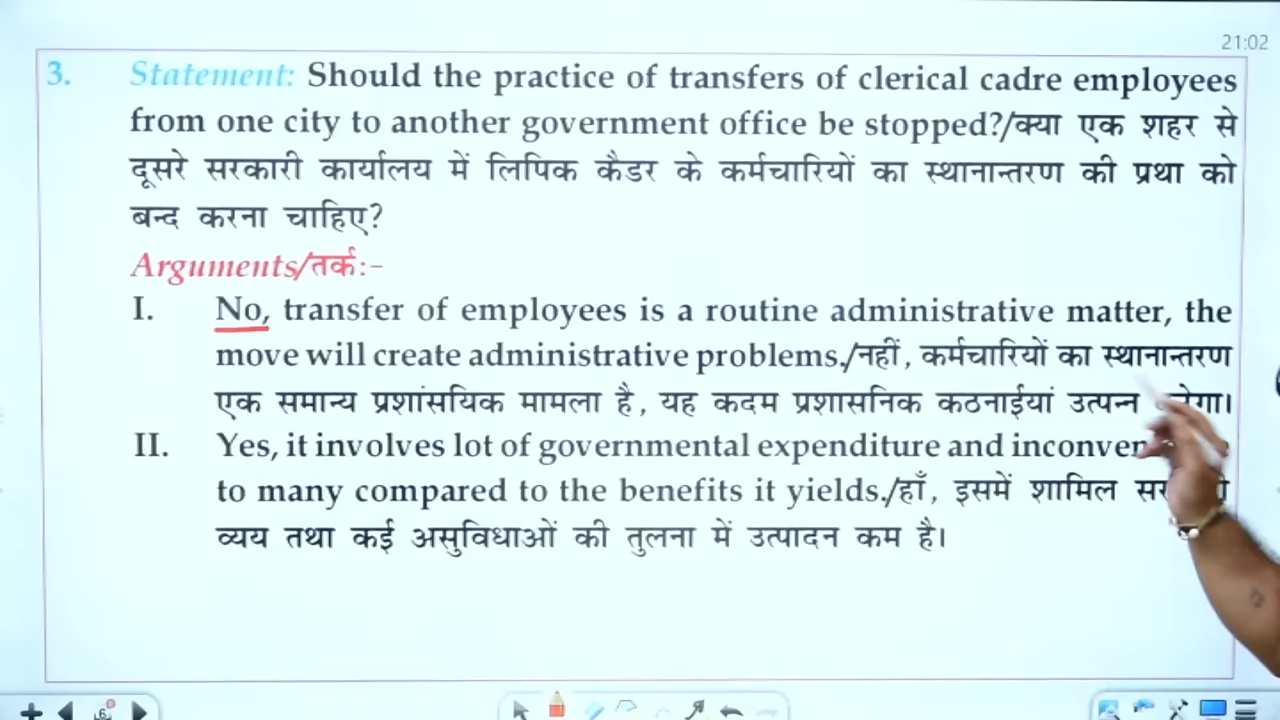 21:02
3. Statement: Should the practice of transfers of clerical cadre employees
from one city to another government office be stopped?/क्या एक शहर से
दूसरे सरकारी कार्यालय में लिपिक कैडर के कर्मचारियों का स्थानान्तरण की प्रथा को
बन्द करना चाहिए?
Arguments/तर्क:-
I. No, transfer of employees is a routine administrative matter, the
move will create administrative problems./नहीं, कर्मचारियों का स्थानान्तरण
एक समान्य प्रशांसयिक मामला है, यह कदम प्रशासनिक कठनाईयां उत्पन्न
II. Yes, it involves lot of governmental expenditure and
to many compared to the benefits it yields./हाँ, इसमें शामिल
व्यय तथा कई असुविधाओं की तुलना में उत्पादन कम है।